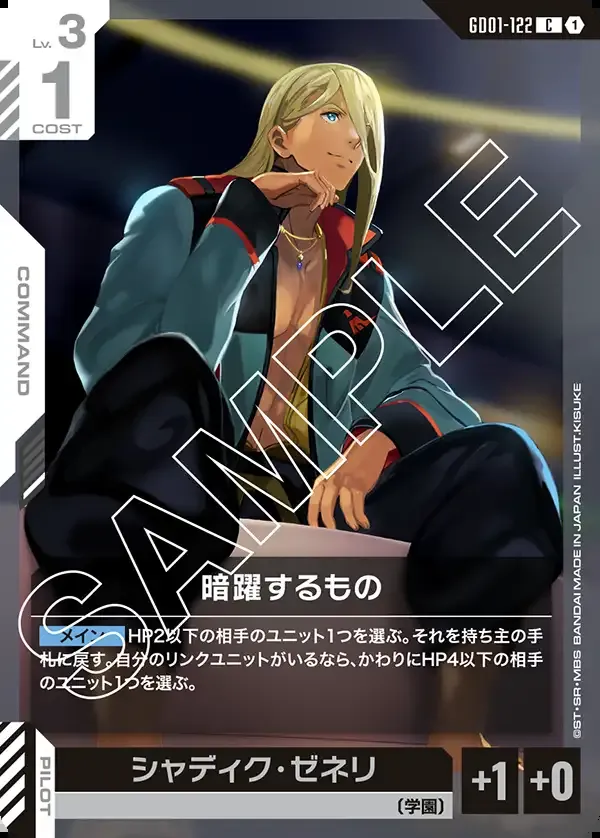 Lv. 3
GD01-122 C 1
1
COST
COMMAND
SAMPLE
暗躍するもの
メイン HP2以下の相手のユニット1つを選ぶ。それを持ち主の手
札に戻す。自分のリンクユニットがいるなら、かわりにHP4以下の相手
のユニット1つを選ぶ。
©ST・SR・MBS BANDAI MADE IN JAPAN ILLUST.KISUKE
PILOT
シャディク・ゼネリ
+1 +0
〔学園〕